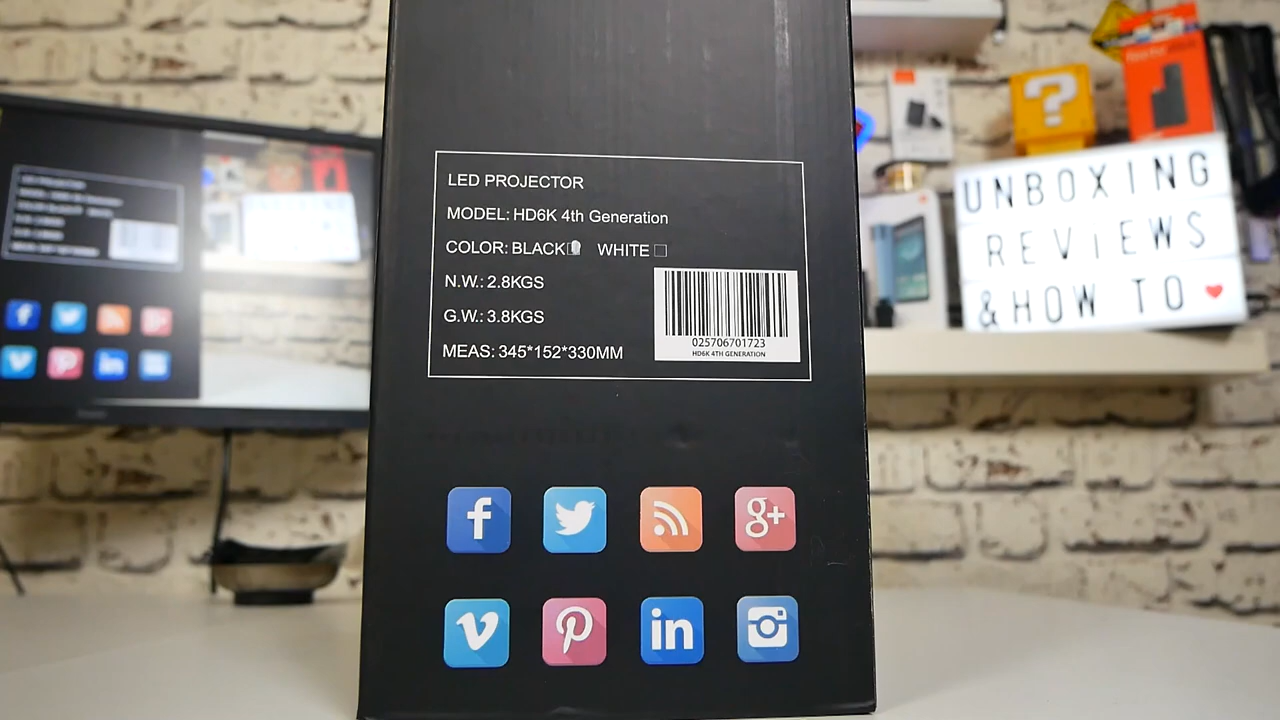 LED PROJECTOR
MODEL: HD6K 4th Generation
COLOR: BLACK WHITE
N.W.: 2.8KGS
G.W.: 3.8KGS
MEAS: 345*152*330MM
025706701723
HD6K 4TH GENERATION
f
g+
in
?
UNBOXING
REVIEWS
& HOW TO